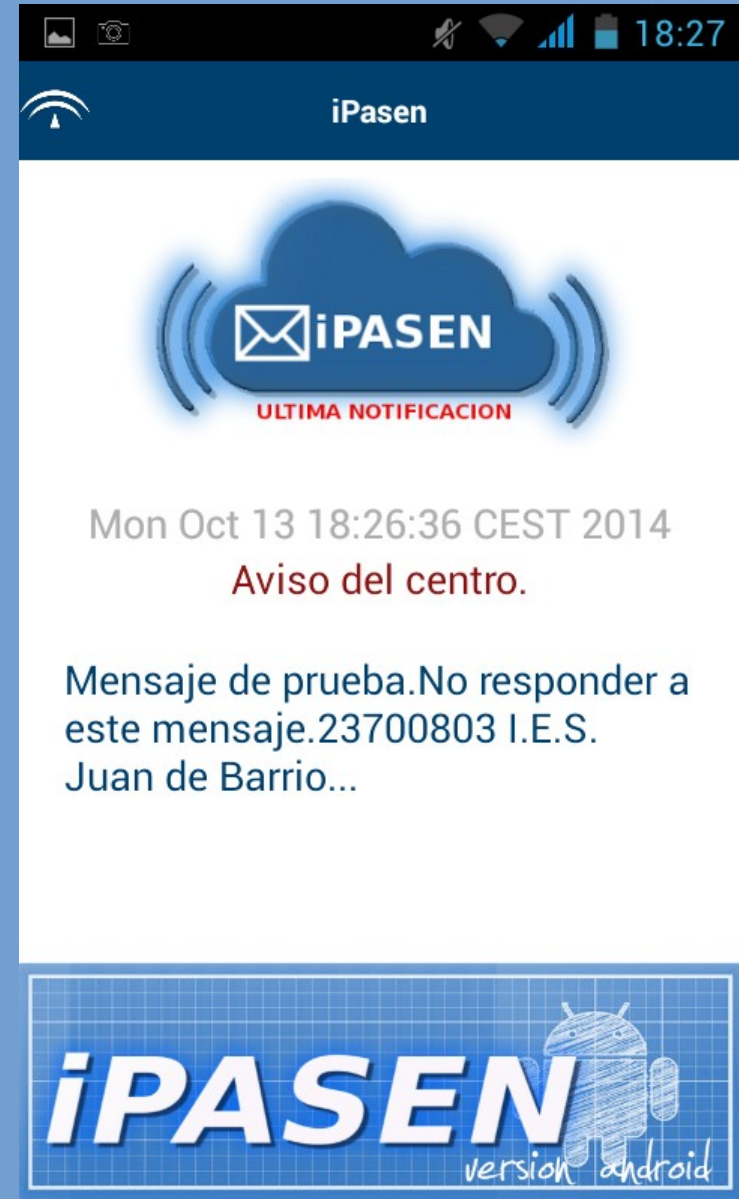 18:27
iPasen
iPASEN
ULTIMA NOTIFICACION
Mon Oct 13 18:26:36 CEST 2014
Aviso del centro.
Mensaje de prueba.No responder a
este mensaje.23700803 I.E.S.
Juan de Barrio...
iPASEN
version android